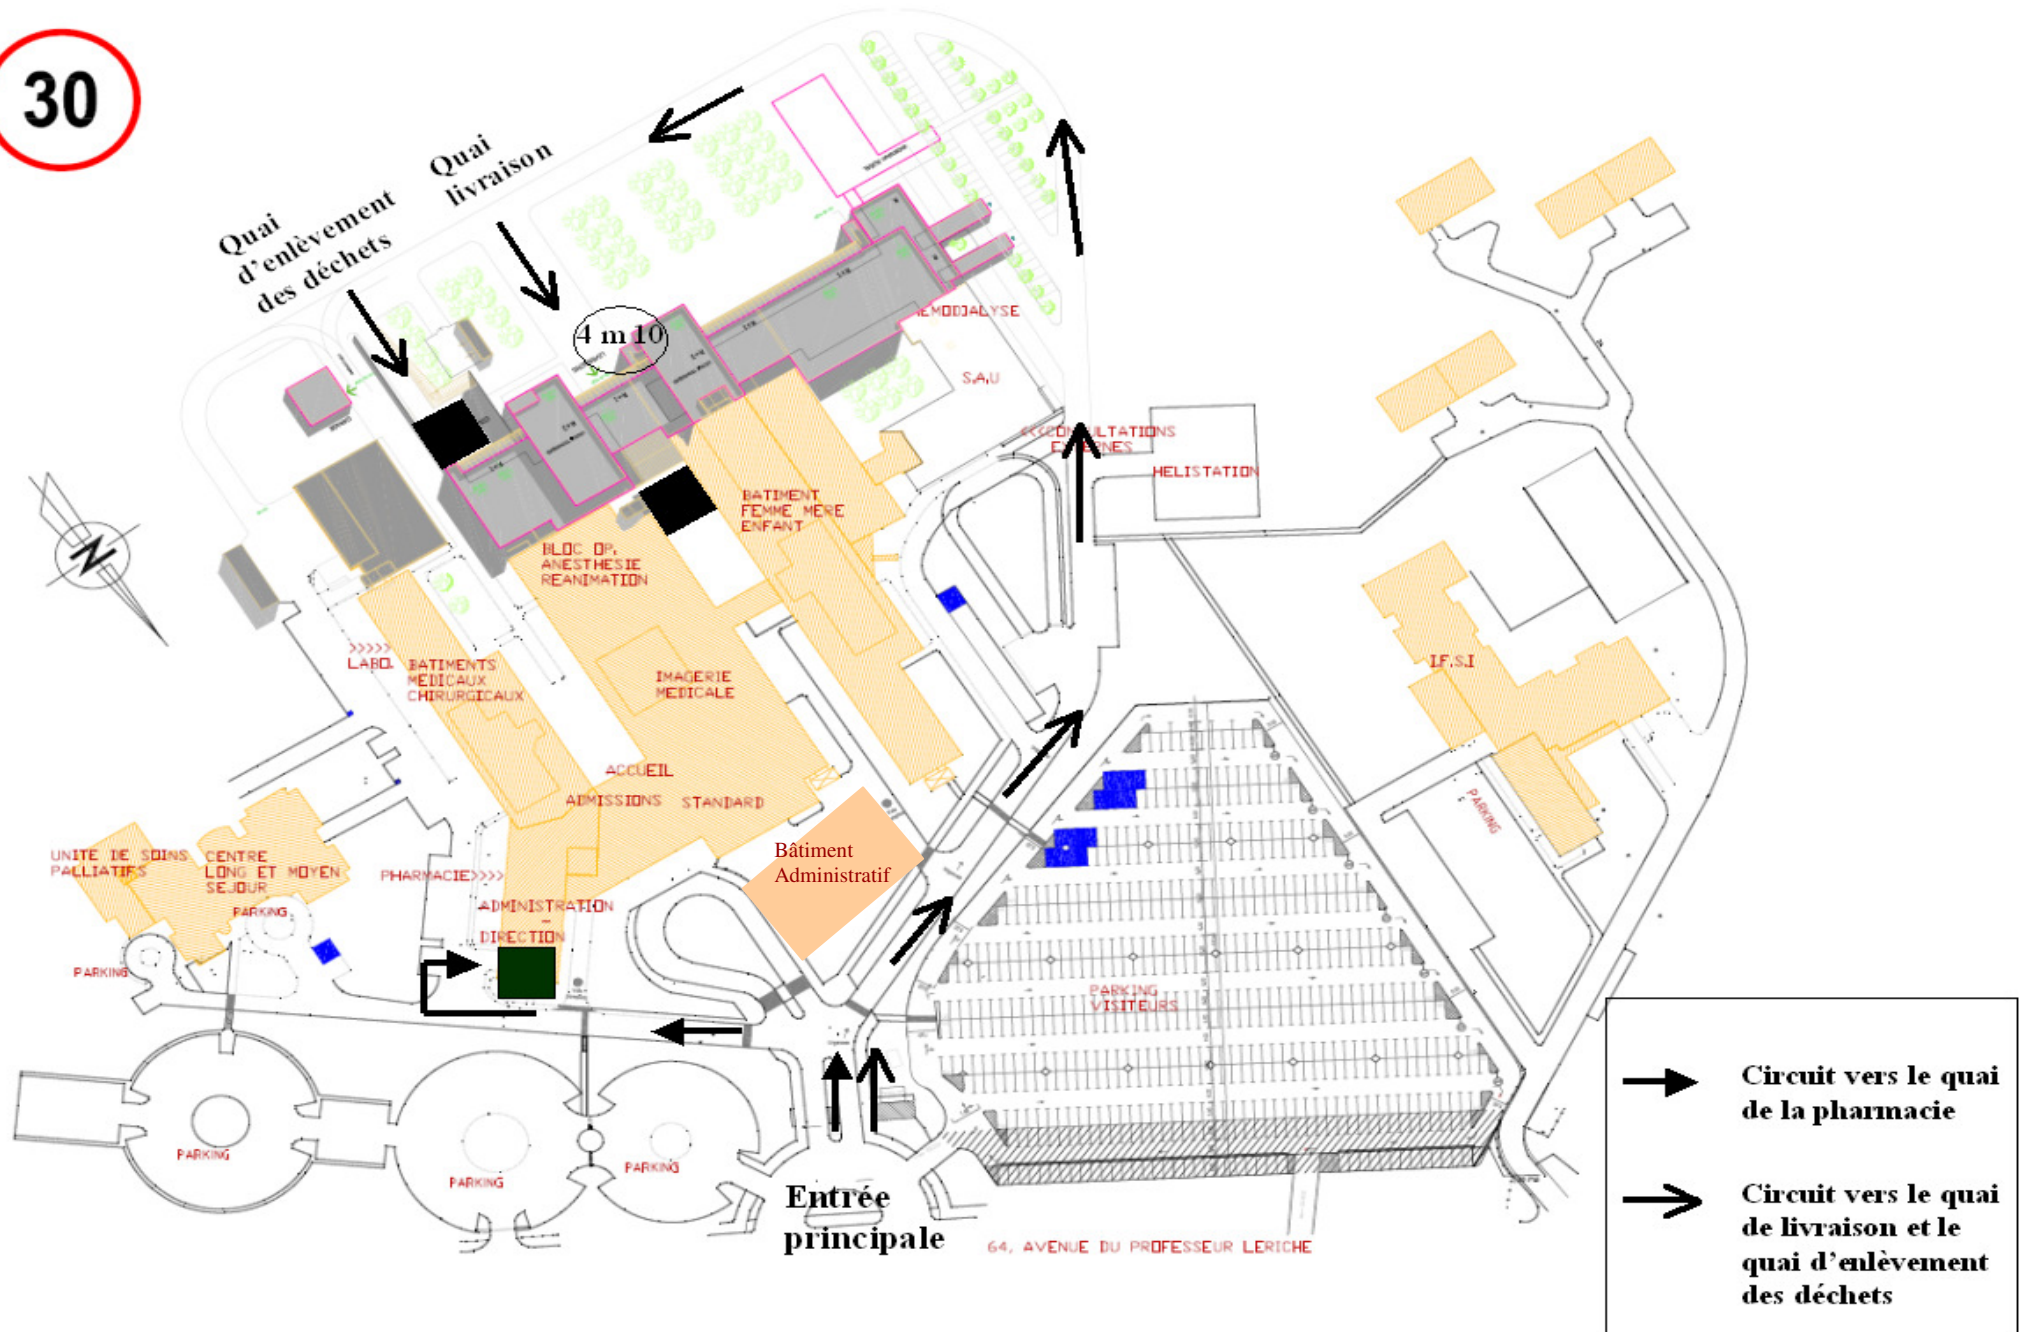 30
Quai
livraison
Quai
d'enlèvement
des déchets
4 m 10
HEMODIALYSE
S.A.U
<<<CONSULTATIONS
EXTERNES
HELISTATION
BATIMENT
FEMME MERE
ENFANT
BLOC OP.
ANESTHESIE
REANIMATION
N
>>>>>
LABO.
BATIMENTS
MEDICAUX
CHIRURGICAUX
IMAGERIE
MEDICALE
I.F.S.I
ACCUEIL
ADMISSIONS STANDARD
PARKING
UNITE DE SOINS
PALLIATIFS
CENTRE
LONG ET MOYEN
SEJOUR
PHARMACIE>>>>
Bâtiment
Administratif
PARKING
ADMINISTRATION
-
DIRECTION
PARKING
PARKING
VISITEURS
PARKING
PARKING
PARKING
Entrée
principale
64, AVENUE DU PROFESSEUR LERICHE
Circuit vers le quai
de la pharmacie
Circuit vers le quai
de livraison et le
quai d'enlèvement
des déchets